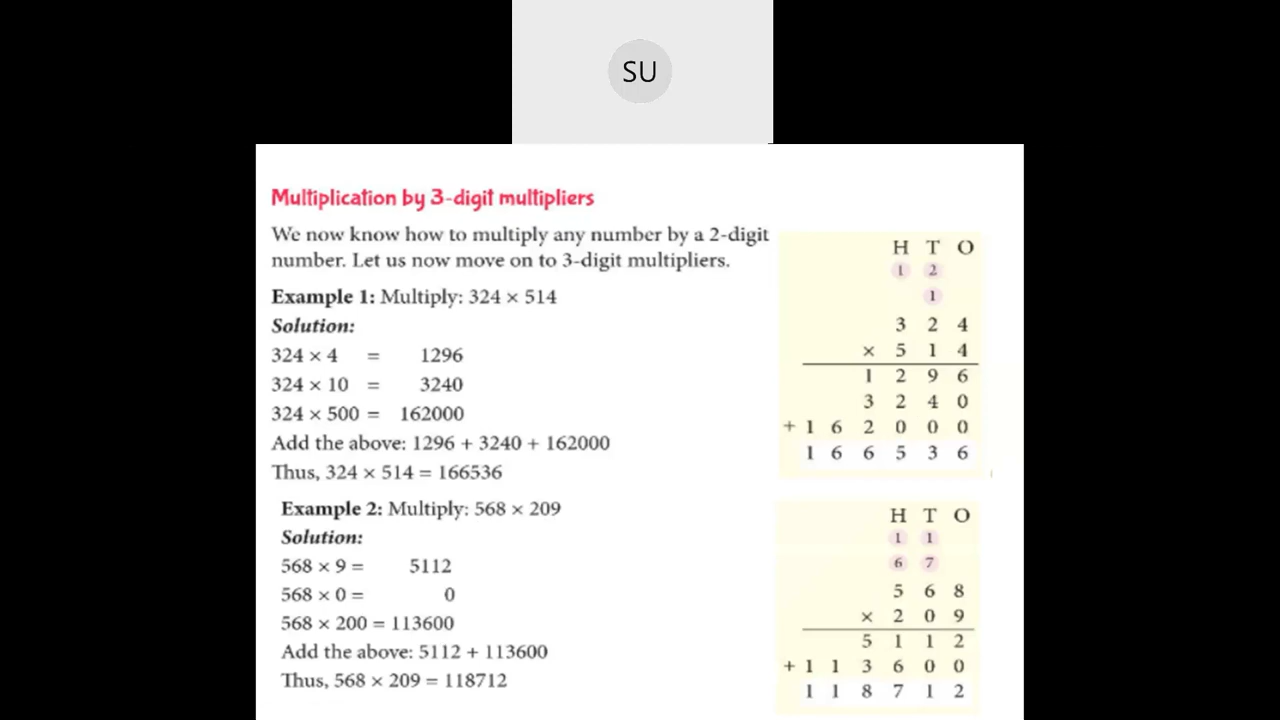 SU
Multiplication by 3-digit multipliers
We now know how to multiply any number by a 2-digit
number. Let us now move on to 3-digit multipliers.
Example 1: Multiply: 324 × 514
Solution:
324 × 4 = 1296
324 × 10 = 3240
324 × 500 = 162000
Add the above: 1296 + 3240 + 162000
Thus, 324 × 514 = 166536
H T O
1 2
1
3 2 4
× 5 1 4
1 2 9 6
3 2 4 0
+ 1 6 2 0 0 0
1 6 6 5 3 6
Example 2: Multiply: 568 × 209
Solution:
568 × 9 = 5112
568 × 0 = 0
568 × 200 = 113600
Add the above: 5112 + 113600
Thus, 568 × 209 = 118712
H T O
1 1
6 7
5 6 8
× 2 0 9
5 1 1 2
+ 1 1 3 6 0 0
1 1 8 7 1 2